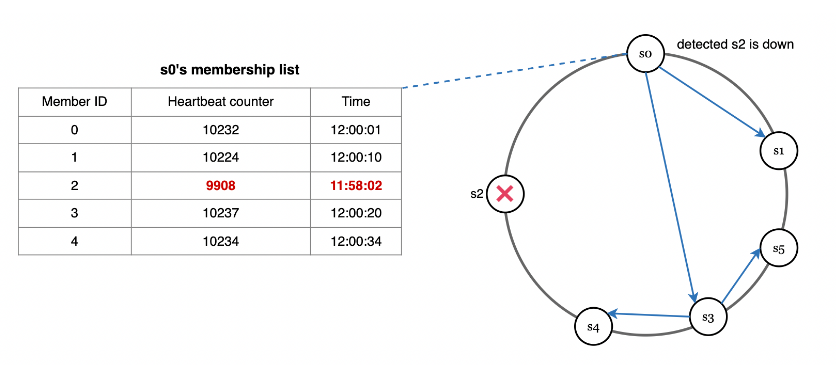 s0's membership list
Member ID Heartbeat counter Time
0 10232 12:00:01
1 10224 12:00:10
2 9908 11:58:02
3 10237 12:00:20
4 10234 12:00:34
s0 detected s2 is down
s1
s2
s5
s3
s4